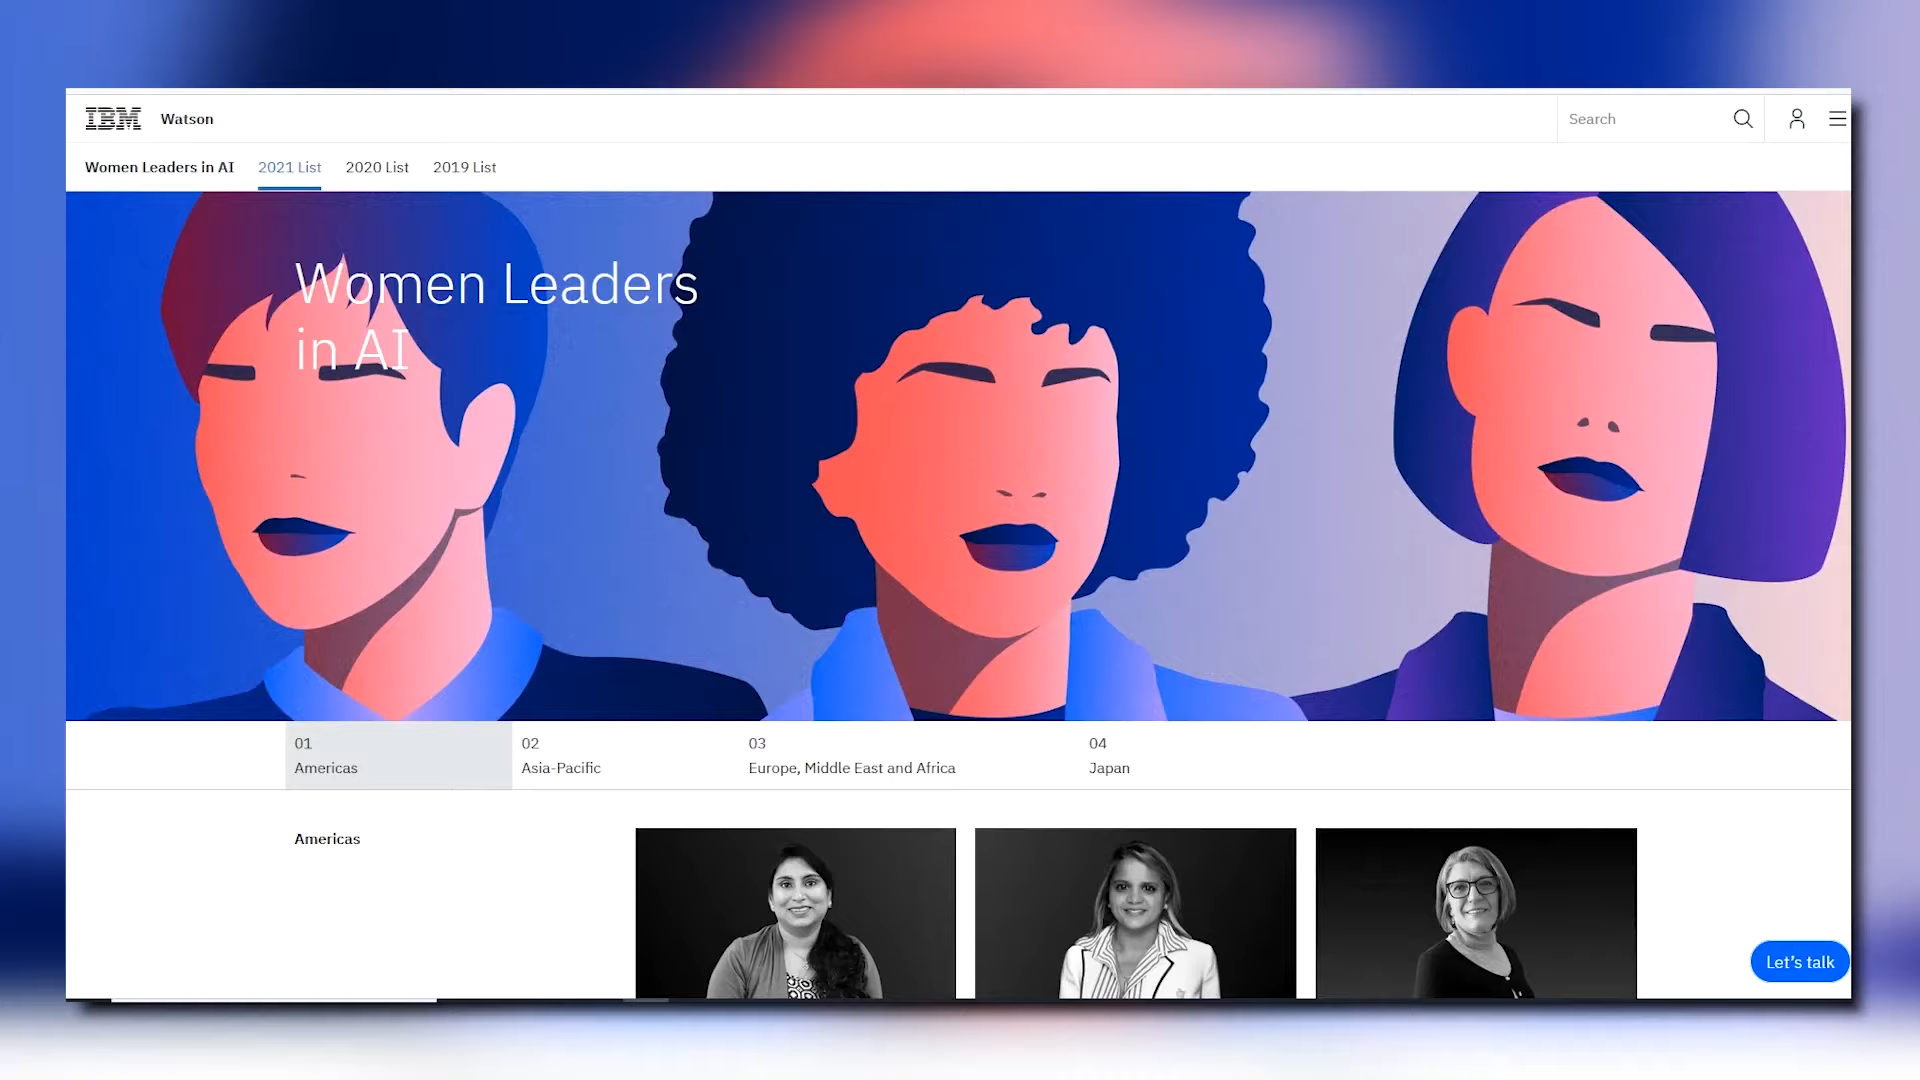 IBM Watson
Search
Women Leaders in AI 2021 List 2020 List 2019 List
Women Leaders
in AI
01
Americas
02
Asia-Pacific
03
Europe, Middle East and Africa
04
Japan
Americas
Let's talk